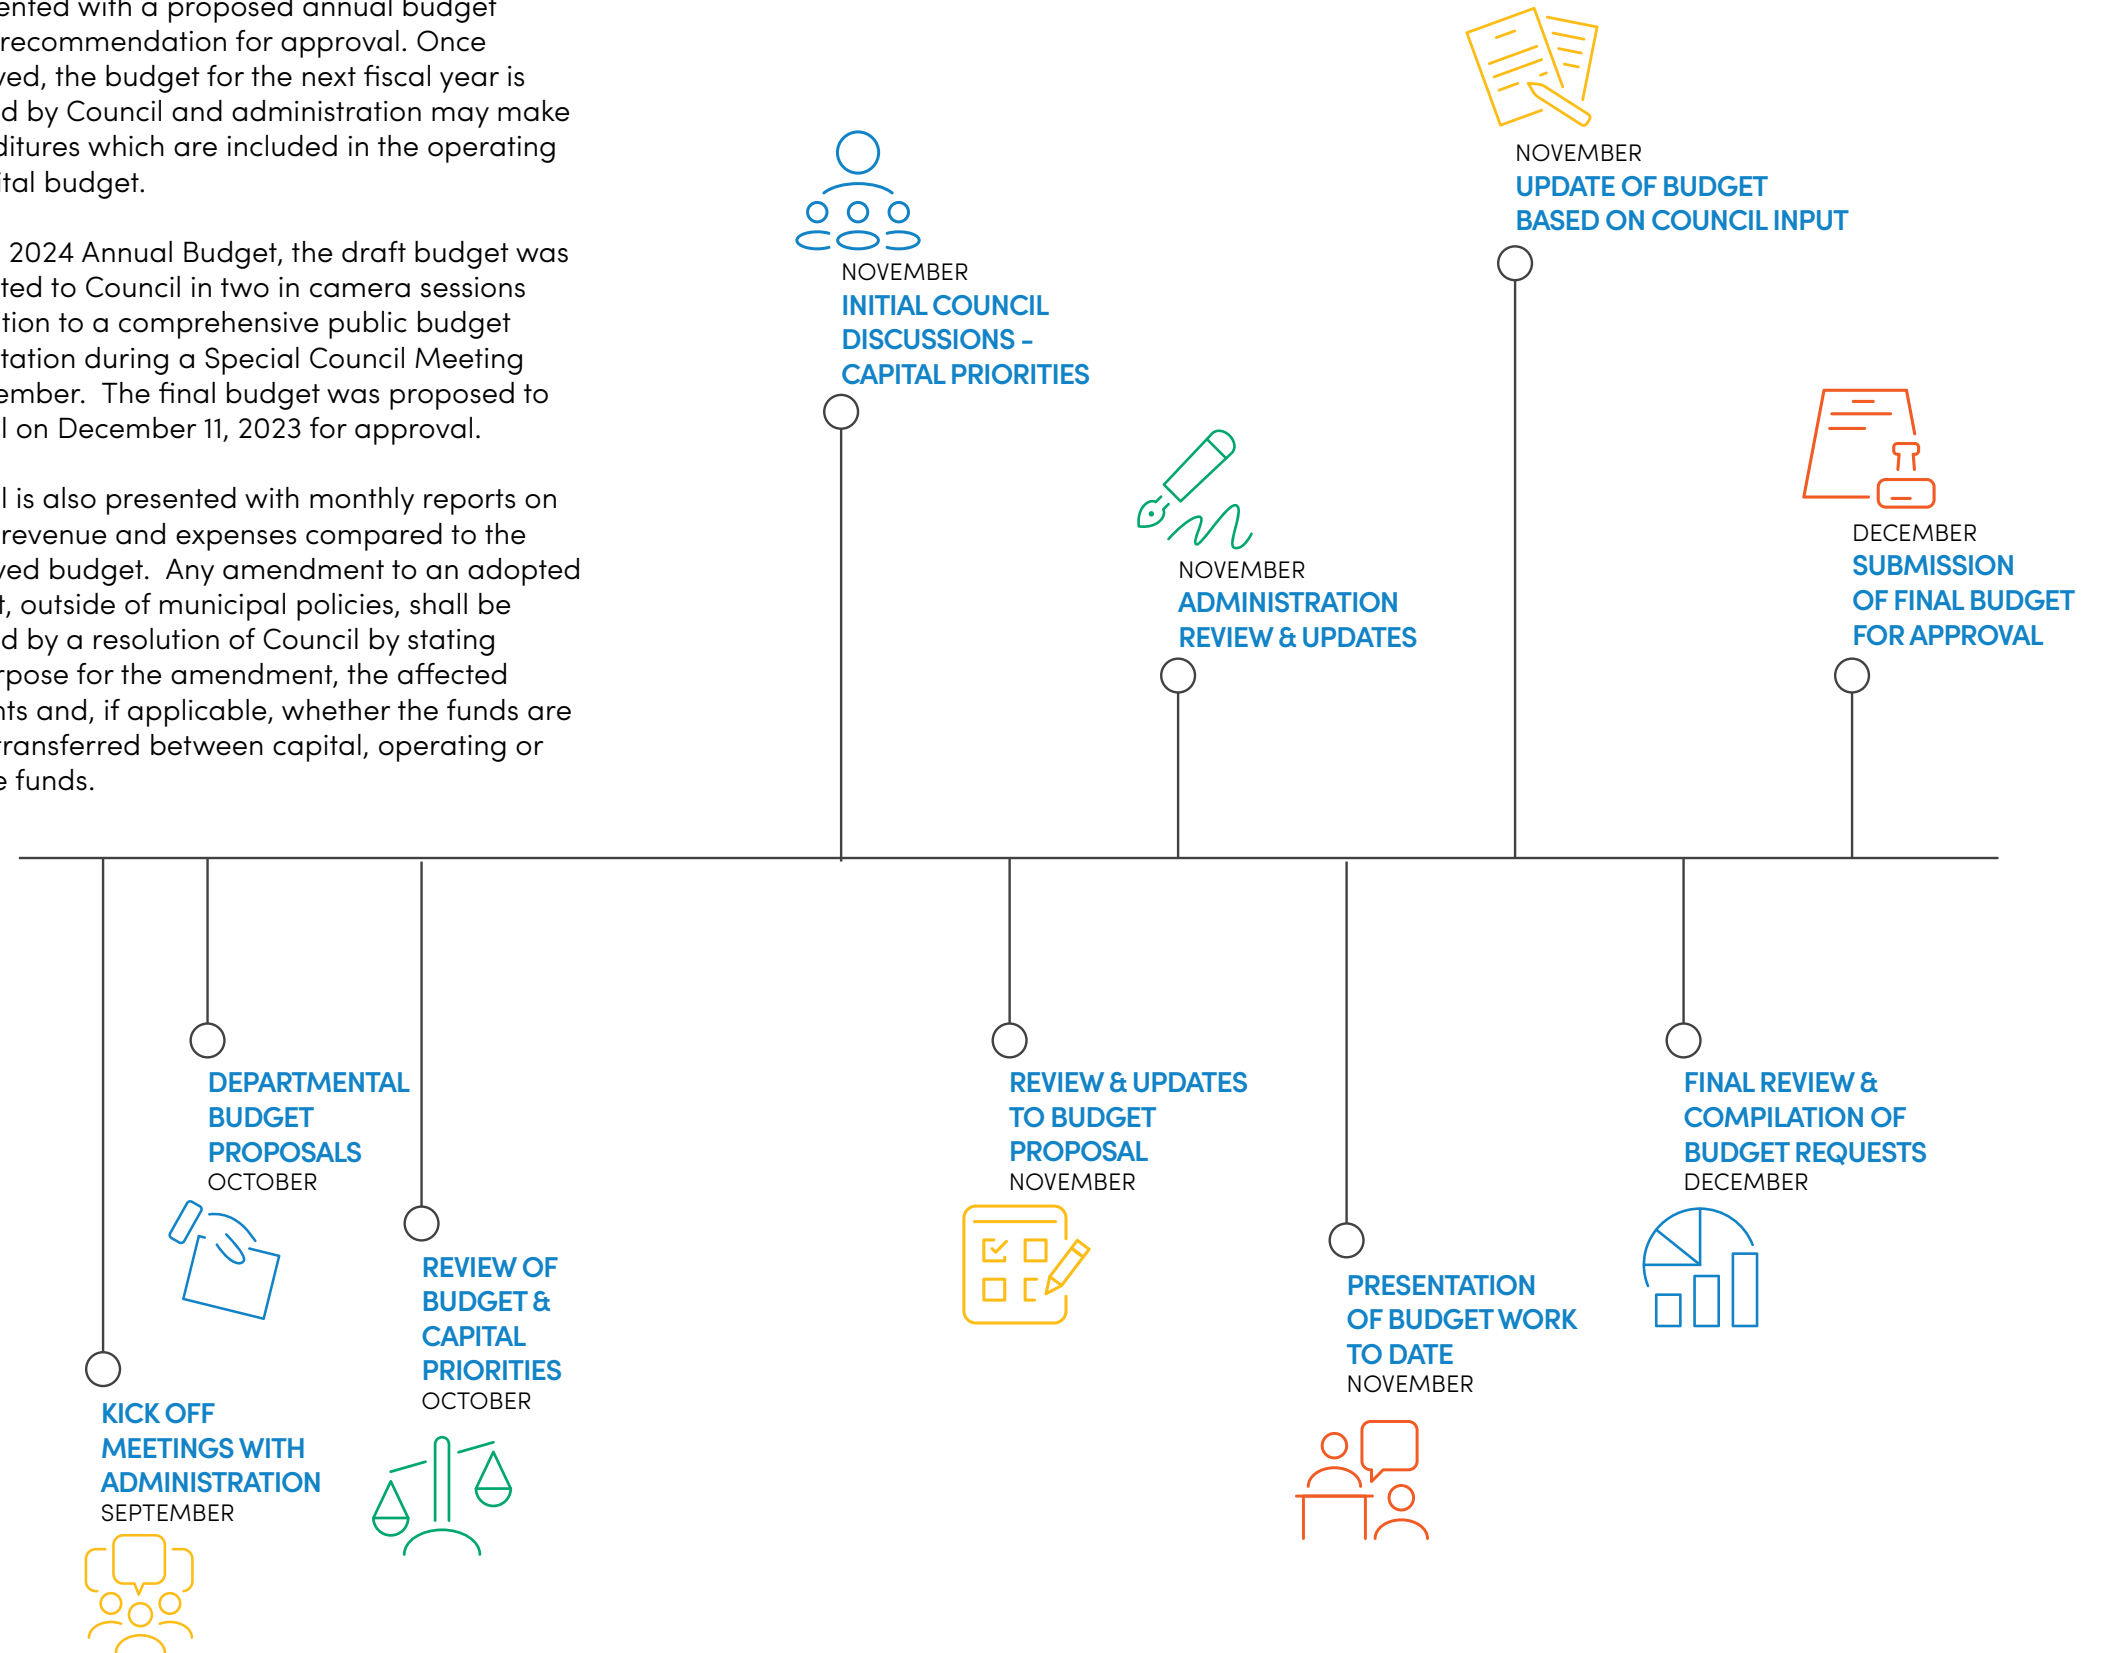 ented with a proposed annual budget
recommendation for approval. Once
ved, the budget for the next fiscal year is
d by Council and administration may make
ditures which are included in the operating
ital budget.
2024 Annual Budget, the draft budget was
ted to Council in two in camera sessions
tion to a comprehensive public budget
tation during a Special Council Meeting
ember. The final budget was proposed to
l on December 11, 2023 for approval.
l is also presented with monthly reports on
revenue and expenses compared to the
ved budget. Any amendment to an adopted
t, outside of municipal policies, shall be
d by a resolution of Council by stating
rpose for the amendment, the affected
nts and, if applicable, whether the funds are
transferred between capital, operating or
e funds.
NOVEMBER
INITIAL COUNCIL
DISCUSSIONS –
CAPITAL PRIORITIES
NOVEMBER
ADMINISTRATION
REVIEW & UPDATES
NOVEMBER
UPDATE OF BUDGET
BASED ON COUNCIL INPUT
DECEMBER
SUBMISSION
OF FINAL BUDGET
FOR APPROVAL
KICK OFF
MEETINGS WITH
ADMINISTRATION
SEPTEMBER
DEPARTMENTAL
BUDGET
PROPOSALS
OCTOBER
REVIEW OF
BUDGET &
CAPITAL
PRIORITIES
OCTOBER
REVIEW & UPDATES
TO BUDGET
PROPOSAL
NOVEMBER
PRESENTATION
OF BUDGET WORK
TO DATE
NOVEMBER
FINAL REVIEW &
COMPILATION OF
BUDGET REQUESTS
DECEMBER